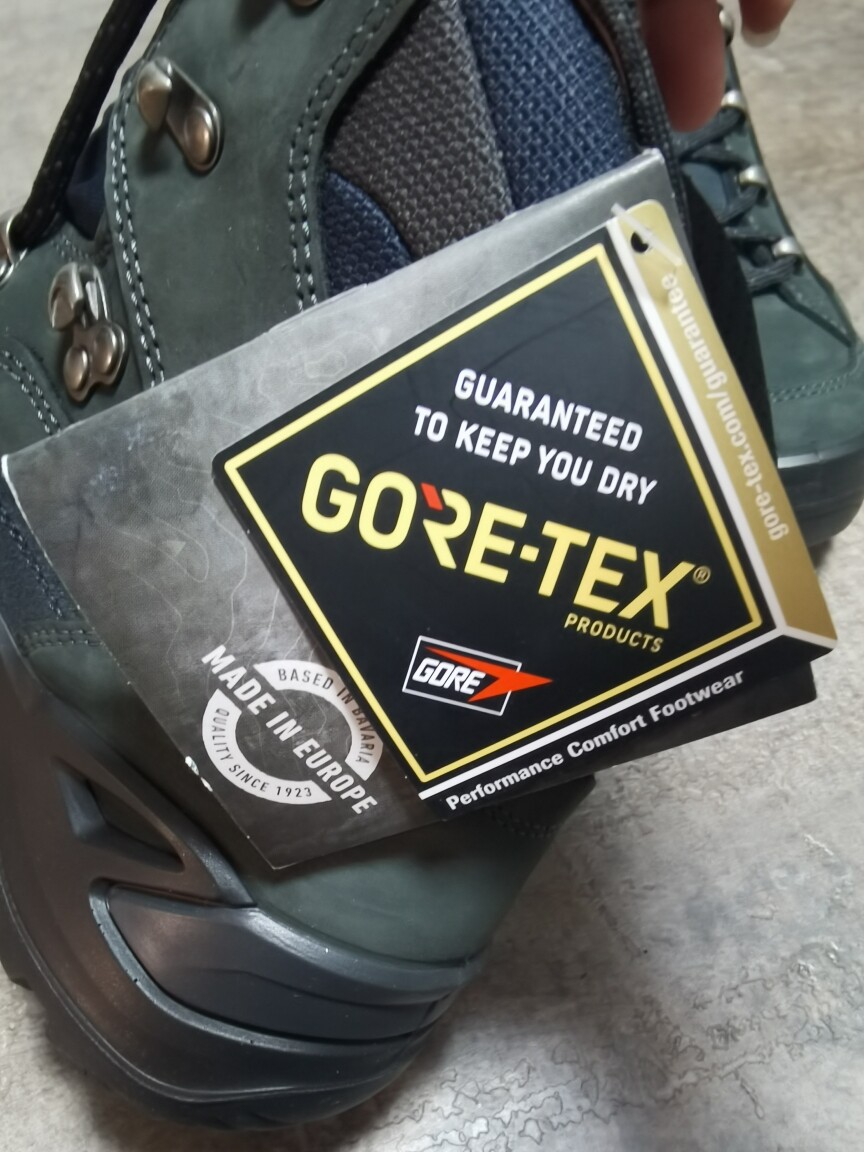 GUARANTEED
TO KEEP YOU DRY
GORE-TEX®
PRODUCTS
GORE
Performance Comfort Footwear
gore-tex.com/guarantee
BASED IN BAVARIA
MADE IN EUROPE
QUALITY SINCE 1923